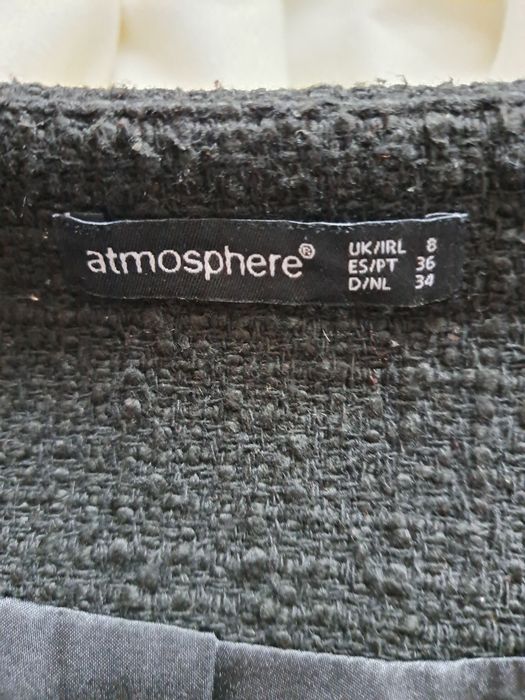 atmosphere®
UK/IRL 8
ES/PT 36
D/NL 34